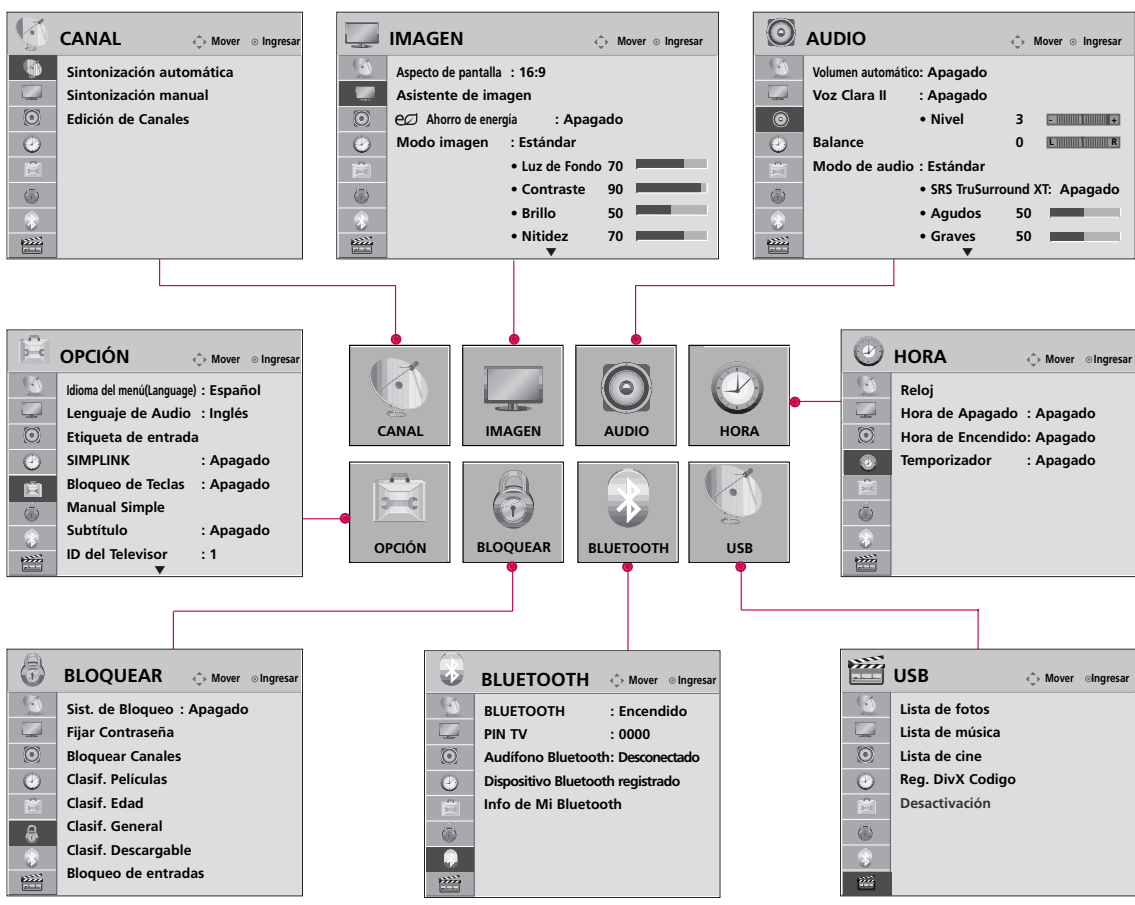 CANAL
Mover Ingresar
Sintonización automática
Sintonización manual
Edición de Canales
IMAGEN
Mover Ingresar
Aspecto de pantalla : 16:9
Asistente de imagen
Ahorro de energía : Apagado
Modo imagen : Estándar
• Luz de Fondo 70
• Contraste 90
• Brillo 50
• Nitidez 70
AUDIO
Mover Ingresar
Volumen automático: Apagado
Voz Clara II : Apagado
• Nivel 3 - +
Balance 0 L R
Modo de audio : Estándar
• SRS TruSurround XT: Apagado
• Agudos 50
• Graves 50
OPCIÓN
Mover Ingresar
Idioma del menú(Language) : Español
Lenguaje de Audio : Inglés
Etiqueta de entrada
SIMPLINK : Apagado
Bloqueo de Teclas : Apagado
Manual Simple
Subtítulo : Apagado
ID del Televisor : 1
CANAL
IMAGEN
AUDIO
HORA
OPCIÓN
BLOQUEAR
BLUETOOTH
USB
HORA
Mover Ingresar
Reloj
Hora de Apagado : Apagado
Hora de Encendido: Apagado
Temporizador : Apagado
BLOQUEAR
Mover Ingresar
Sist. de Bloqueo : Apagado
Fijar Contraseña
Bloquear Canales
Clasif. Películas
Clasif. Edad
Clasif. General
Clasif. Descargable
Bloqueo de entradas
BLUETOOTH
Mover Ingresar
BLUETOOTH : Encendido
PIN TV : 0000
Audífono Bluetooth: Desconectado
Dispositivo Bluetooth registrado
Info de Mi Bluetooth
USB
Mover Ingresar
Lista de fotos
Lista de música
Lista de cine
Reg. DivX Codigo
Desactivación